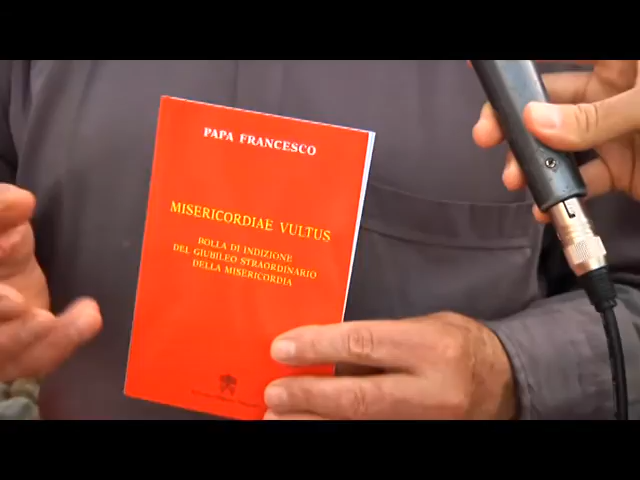 PAPA FRANCESCO
MISERICORDIAE VULTUS
BOLLA DI INDIZIONE
DEL GIUBILEO STRAORDINARIO
DELLA MISERICORDIA